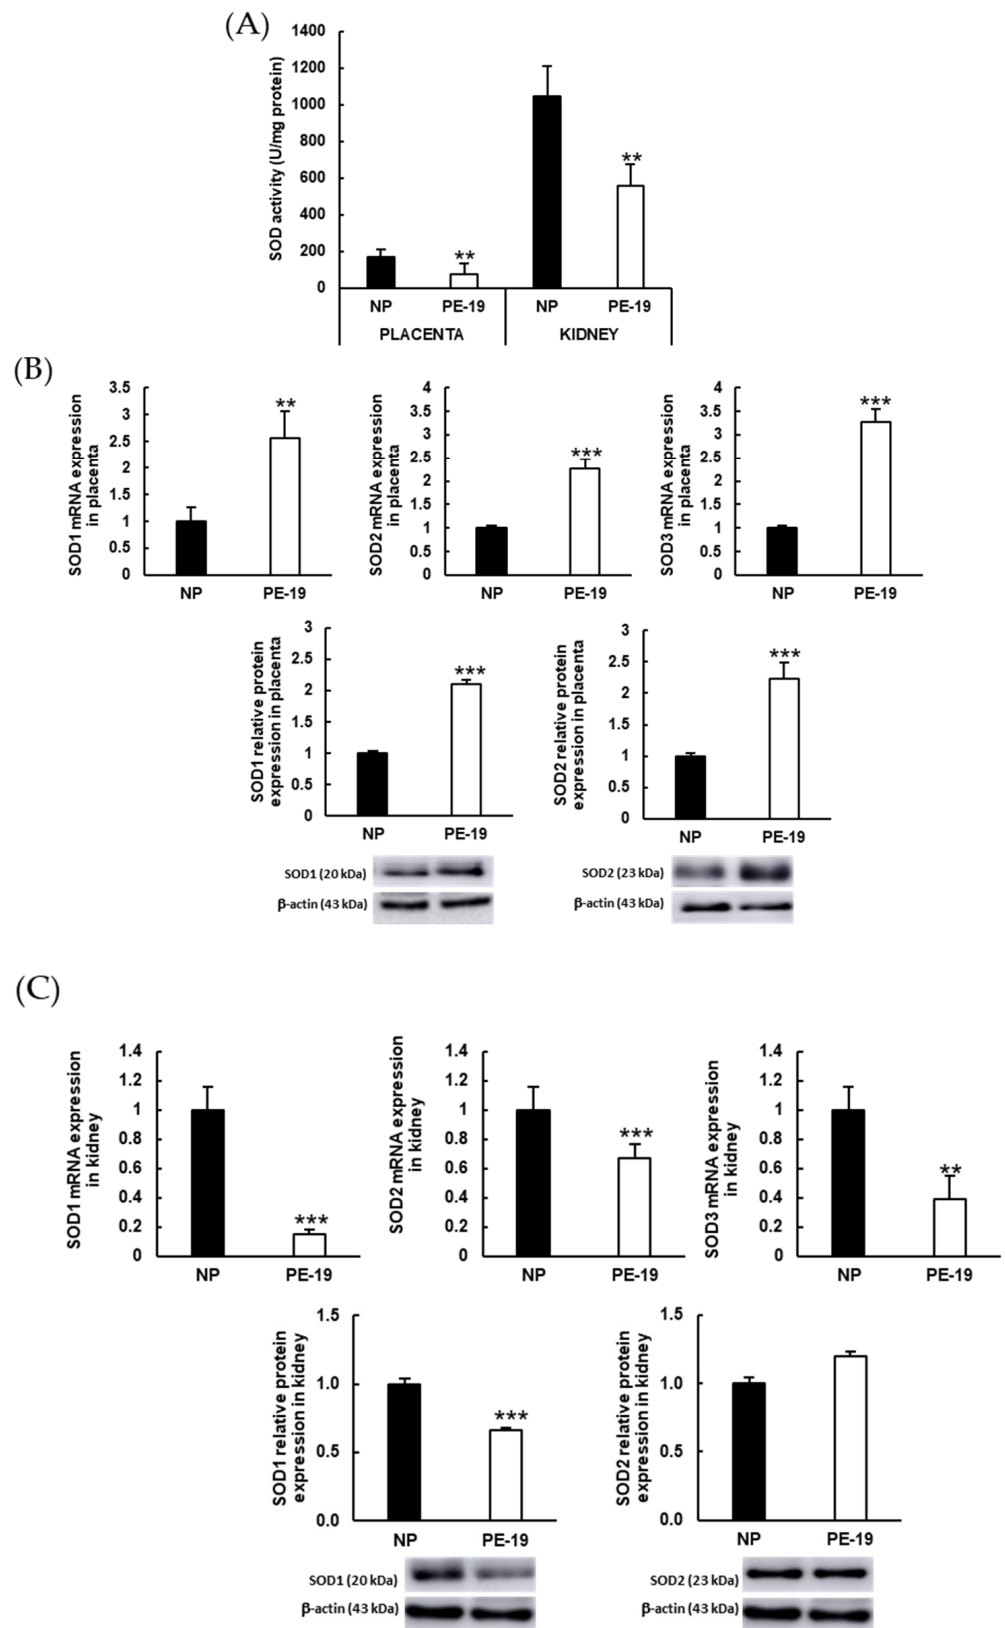 (A)
SOD activity (U/mg protein)
1400
1200
1000
800
600
400
200
0
**
**
NP
PE-19
NP
PE-19
PLACENTA
KIDNEY
(B)
SOD1 mRNA expression
in placenta
3.5
3
2.5
2
1.5
1
0.5
0
**
NP
PE-19
SOD2 mRNA expression
in placenta
4
3.5
3
2.5
2
1.5
1
0.5
0
***
NP
PE-19
SOD3 mRNA expression
in placenta
4
3.5
3
2.5
2
1.5
1
0.5
0
***
NP
PE-19
SOD1 relative protein
expression in placenta
3
2.5
2
1.5
1
0.5
0
***
NP
PE-19
SOD1 (20 kDa)
β-actin (43 kDa)
SOD2 relative protein
expression in placenta
3
2.5
2
1.5
1
0.5
0
***
NP
PE-19
SOD2 (23 kDa)
β-actin (43 kDa)
(C)
SOD1 mRNA expression
in kidney
1.4
1.2
1
0.8
0.6
0.4
0.2
0
***
NP
PE-19
SOD2 mRNA expression
in kidney
1.4
1.2
1
0.8
0.6
0.4
0.2
0
***
NP
PE-19
SOD3 mRNA expression
in kidney
1.4
1.2
1
0.8
0.6
0.4
0.2
0
**
NP
PE-19
SOD1 relative protein
expression in kidney
1.5
1.0
0.5
0.0
***
NP
PE-19
SOD1 (20 kDa)
β-actin (43 kDa)
SOD2 relative protein
expression in kidney
1.5
1.0
0.5
0.0
NP
PE-19
SOD2 (23 kDa)
β-actin (43 kDa)